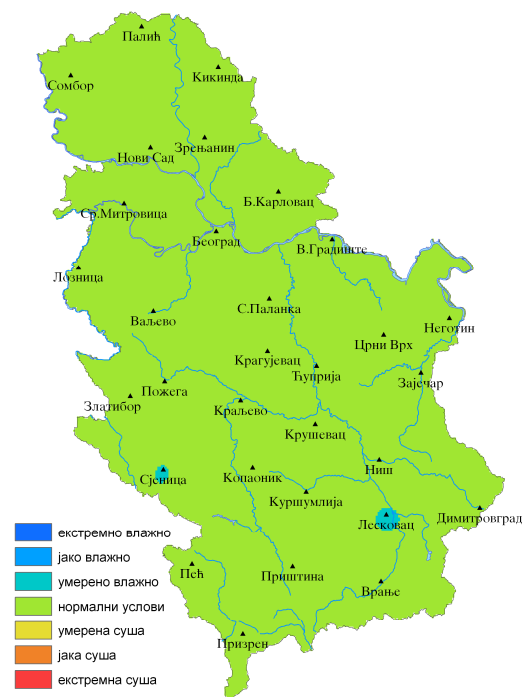 Палић
Кикинда
Сомбор
Зрењанин
Нови Сад
Б.Карловац
Ср.Митровица
Београд
В.Градиште
Лозница
С.Паланка
Ваљево
Неготин
Црни Врх
Крагујевац
Ћуприја
Зајечар
Пожега
Златибор
Краљево
Крушевац
Ниш
Сјеница
Копаоник
Куршумлија
Димитровград
Лесковац
екстремно влажно
јако влажно
умерено влажно
нормални услови
умерена суша
јака суша
екстремна суша
Пећ
Приштина
Врање
Призрен